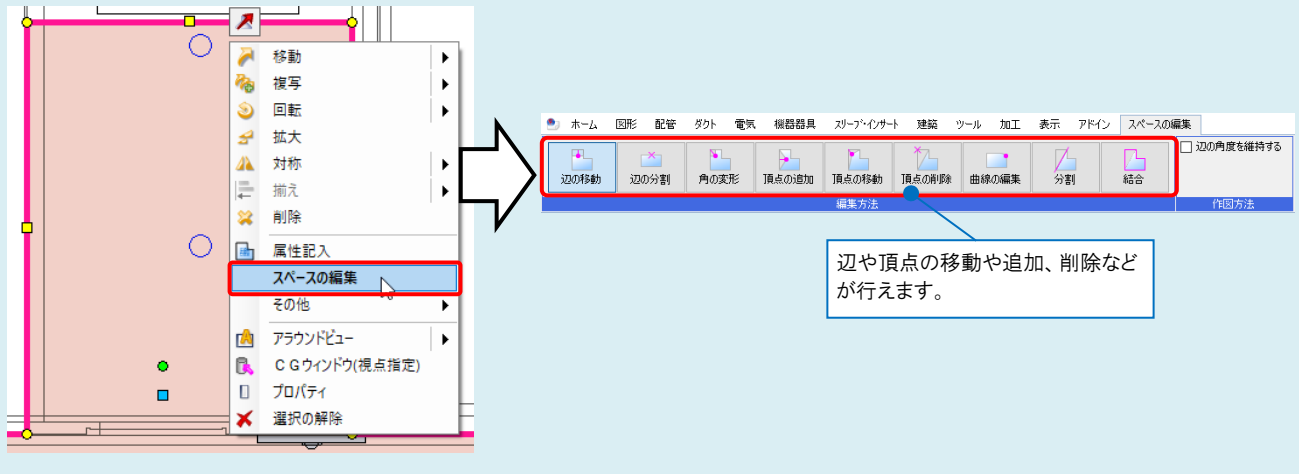 移動
複写
回転
拡大
対称
揃え
削除
属性記入
スペースの編集
その他
アラウンドビュー
CGウィンドウ(視点指定)
プロパティ
選択の解除
ホーム 図形 配管 ダクト 電気 機器器具 スリーブ・インサート 建築 ツール 加工 表示 アドイン スペースの編集
辺の移動 辺の分割 角の変形 頂点の追加 頂点の移動 頂点の削除 曲線の編集 分割 結合
辺の角度を維持する
編集方法 作図方法
辺や頂点の移動や追加、削除など
が行えます。